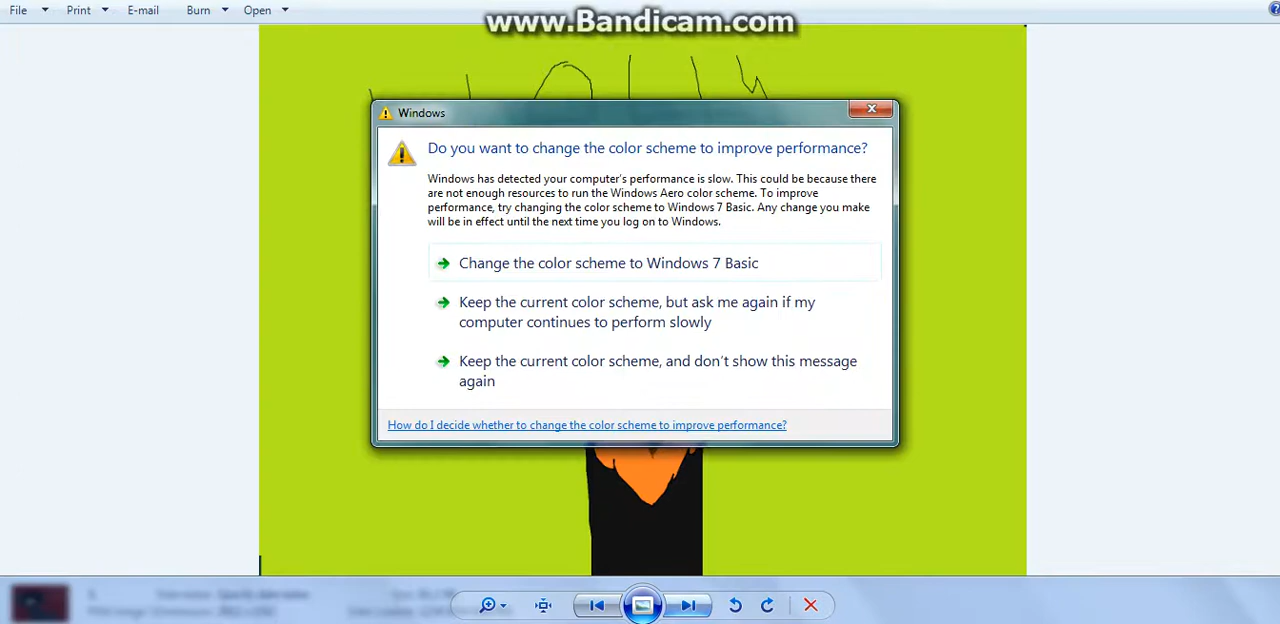 www.Bandicam.com
File Print E-mail Burn Open
Windows
Do you want to change the color scheme to improve performance?
Windows has detected your computer's performance is slow. This could be because there
are not enough resources to run the Windows Aero color scheme. To improve
performance, try changing the color scheme to Windows 7 Basic. Any change you make
will be in effect until the next time you log on to Windows.
Change the color scheme to Windows 7 Basic
Keep the current color scheme, but ask me again if my
computer continues to perform slowly
Keep the current color scheme, and don't show this message
again
How do I decide whether to change the color scheme to improve performance?